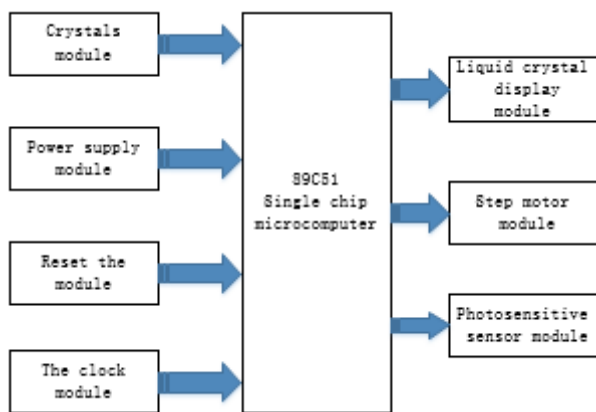 Crystals
module
Power supply
module
Reset the
module
The clock
module
S9C51
Single chip
microcomputer
Liquid crystal
display
module
Step motor
module
Photosensitive
sensor module